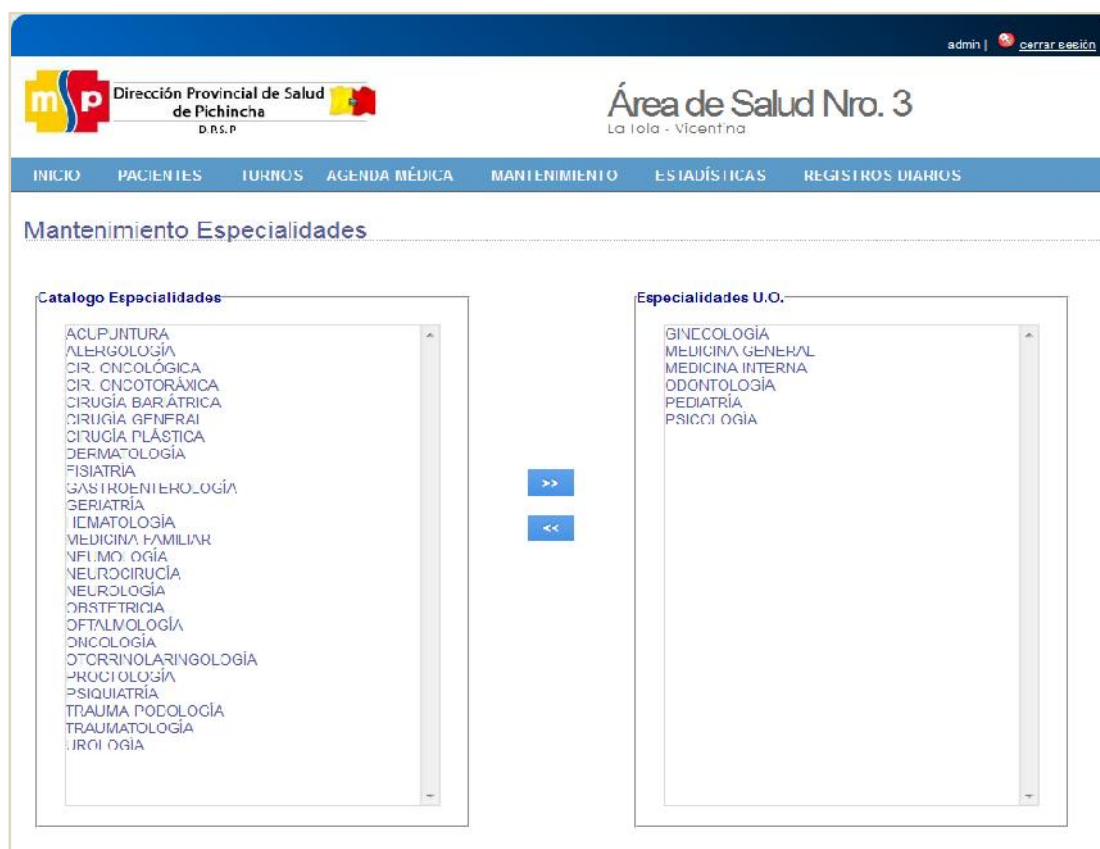 admin | cerrar sesión
msp
Dirección Provincial de Salud
de Pichincha
D.P.S.P
Área de Salud Nro. 3
La Tola - Vicentina
INICIO PACIENTES TURNOS AGENDA MÉDICA MANTENIMIENTO ESTADÍSTICAS REGISTROS DIARIOS
Mantenimiento Especialidades
Catalogo Especialidades
ACUPUNTURA
ALERGOLOGÍA
CIR. ONCOLÓGICA
CIR. ONCOTORÁXICA
CIRUGÍA BARIÁTRICA
CIRUGÍA GENERAL
CIRUGÍA PLÁSTICA
DERMATOLOGÍA
FISIATRÍA
GASTROENTEROLOGÍA
GERIATRÍA
HEMATOLOGÍA
MEDICINA FAMILIAR
NEUMOLOGÍA
NEUROCIRUGÍA
NEUROLOGÍA
OBSTETRICIA
OFTALMOLOGÍA
ONCOLOGÍA
OTORRINOLARINGOLOGÍA
PROCTOLOGÍA
PSIQUIATRÍA
TRAUMA PODOLOGÍA
TRAUMATOLOGÍA
UROLOGÍA
>>
<<
Especialidades U.O.
GINECOLOGÍA
MEDICINA GENERAL
MEDICINA INTERNA
ODONTOLOGÍA
PEDIATRÍA
PSICOLOGÍA